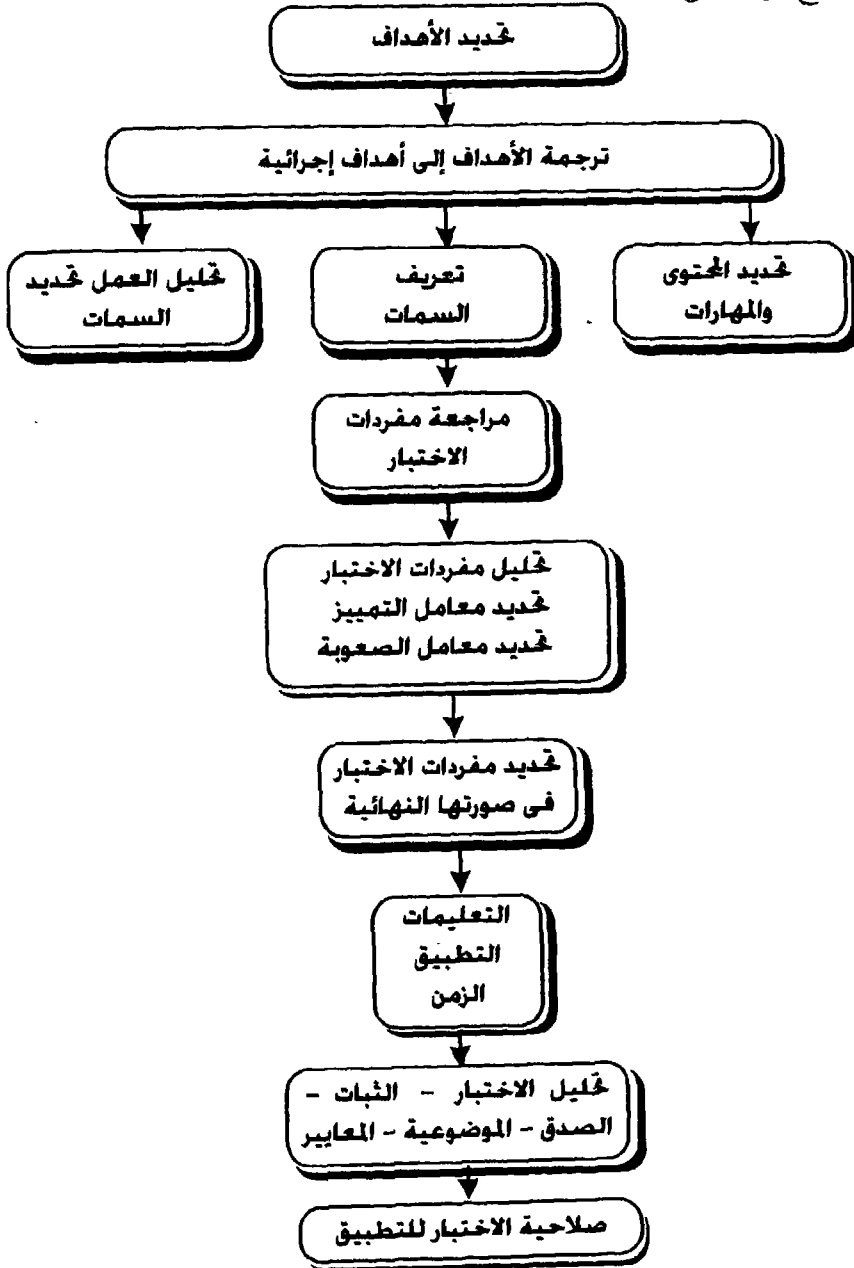 تحديد الأهداف
ترجمة الأهداف إلى أهداف إجرائية
تحديد المحتوى
والمهارات
تعريف
السمات
تحليل العمل تحديد
السمات
مراجعة مفردات
الاختبار
تحليل مفردات الاختبار
تحديد معامل التمييز
تحديد معامل الصعوبة
تحديد مفردات الاختبار
فى صورتها النهائية
التعليمات
التطبيق
الزمن
تحليل الاختبار - الثبات -
الصدق - الموضوعية - المعايير
صلاحية الاختبار للتطبيق